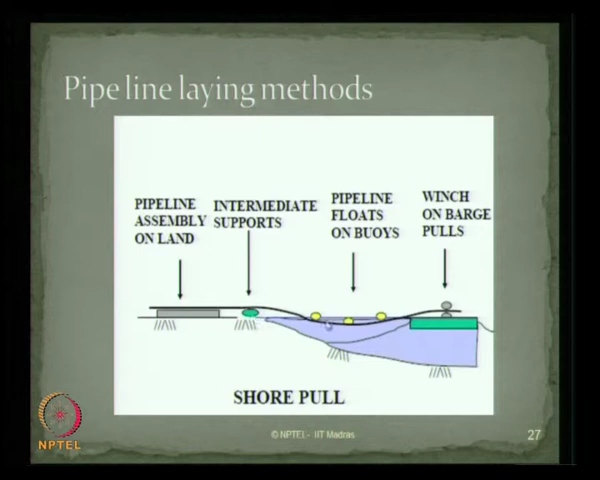 Pipe line laying methods
PIPELINE
ASSEMBLY
ON LAND
INTERMEDIATE
SUPPORTS
PIPELINE
FLOATS
ON BUOYS
WINCH
ON BARGE
PULLS
SHORE PULL
NPTEL
© NPTEL - IIT Madras
27